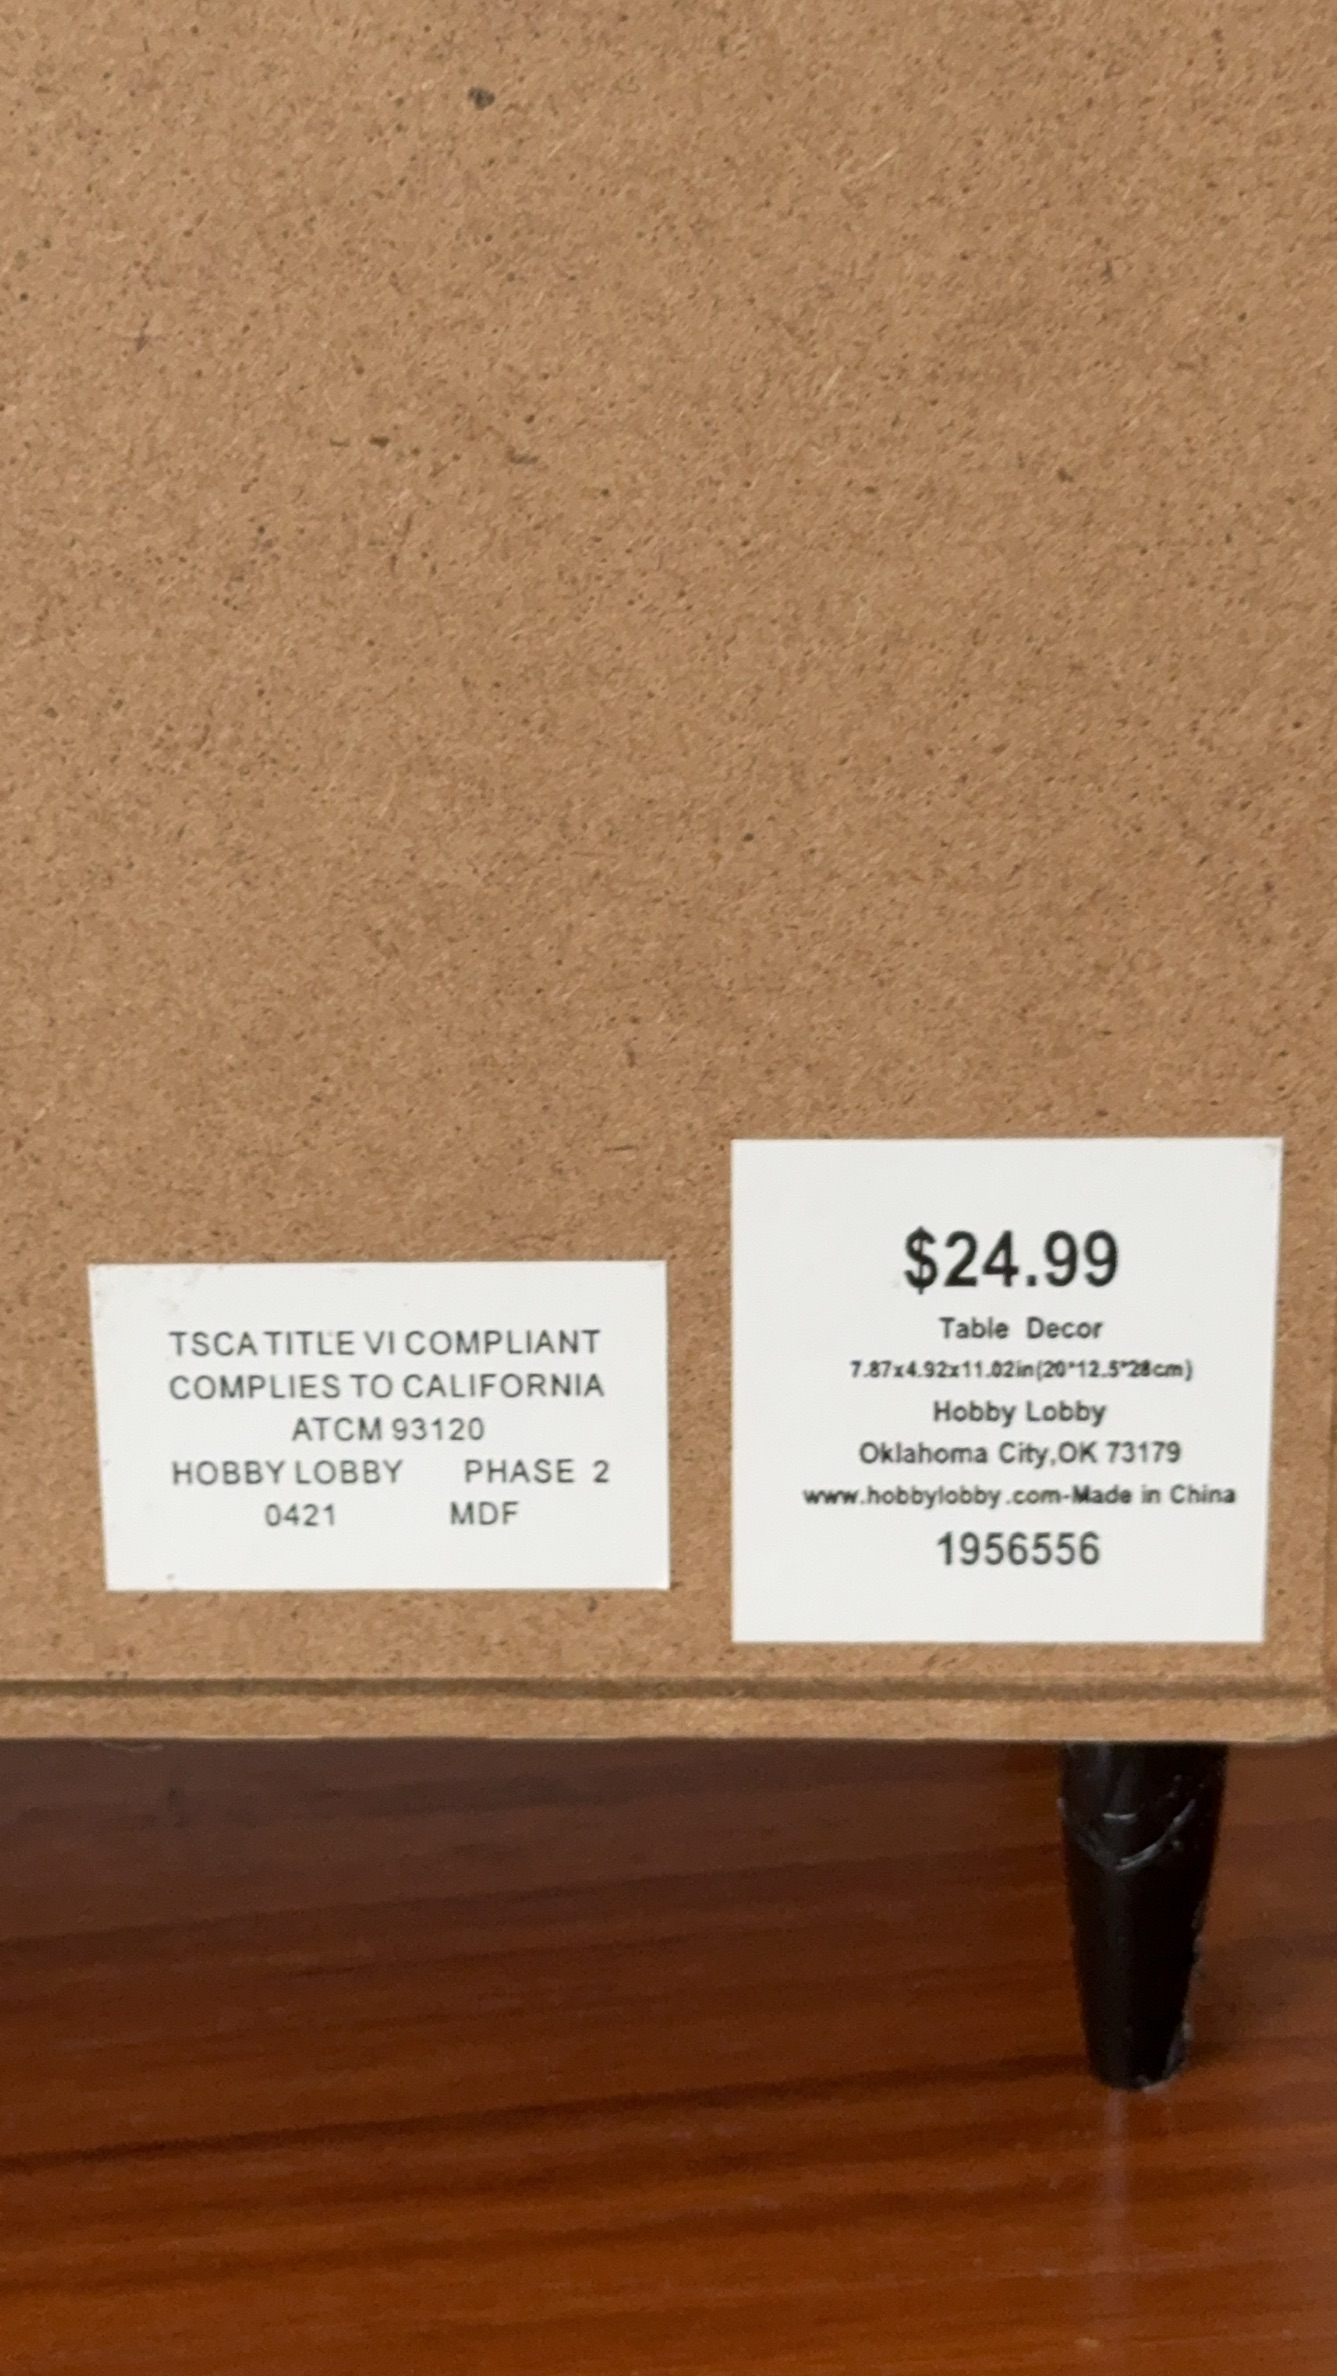 TSCA TITLE VI COMPLIANT
COMPLIES TO CALIFORNIA
ATCM 93120
HOBBY LOBBY PHASE 2
0421 MDF
$24.99
Table Decor
7.87x4.92x11.02in(20*12.5*28cm)
Hobby Lobby
Oklahoma City,OK 73179
www.hobbylobby.com-Made in China
1956556